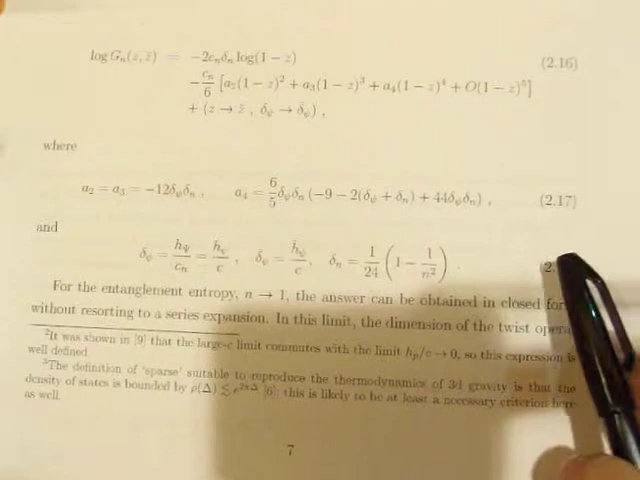 log G_n(z, z̄) = −2c_nδ_n log(1 − z)
−c_n/6 [a_2(1 − z)^2 + a_3(1 − z)^3 + a_4(1 − z)^4 + O(1 − z)^5] (2.16)
+ (z → z̄ , δ_ψ → δ̄_ψ) ,
where
a_2 = a_3 = −12δ_ψδ_n , a_4 = 6/5 δ_ψδ_n (−9 − 2(δ_ψ + δ_n) + 44δ_ψδ_n) , (2.17)
and
δ_ψ = h_Ψ/c_n = h_ψ/c , δ̄_ψ = h̄_ψ/c , δ_n = 1/24 (1 − 1/n^2) . (2.
For the entanglement entropy, n → 1, the answer can be obtained in closed for
without resorting to a series expansion. In this limit, the dimension of the twist opera
2It was shown in [9] that the large-c limit commutes with the limit h_p/c → 0, so this expression is
well defined
3The definition of 'sparse' suitable to reproduce the thermodynamics of 3d gravity is that the
density of states is bounded by ρ(Δ) ≲ e^{2πΔ} [6]; this is likely to be at least a necessary criterion here
as well.
7